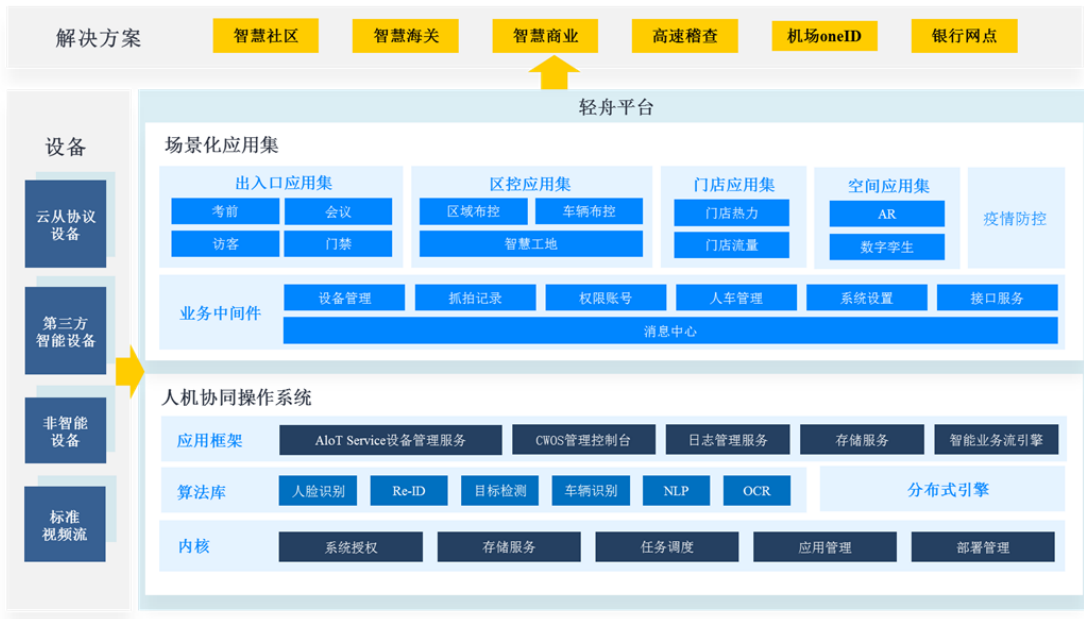 解决方案
智慧社区
智慧海关
智慧商业
高速稽查
机场oneID
银行网点
设备
云从协议
设备
第三方
智能设备
非智能
设备
标准
视频流
轻舟平台
场景化应用集
出入口应用集
考前
会议
访客
门禁
区控应用集
区域布控
车辆布控
智慧工地
门店应用集
门店热力
门店流量
空间应用集
AR
数字孪生
疫情防控
业务中间件
设备管理
抓拍记录
权限账号
人车管理
系统设置
接口服务
消息中心
人机协同操作系统
应用框架
AIoT Service设备管理服务
CWOS管理控制台
日志管理服务
存储服务
智能业务流引擎
算法库
人脸识别
Re-ID
目标检测
车辆识别
NLP
OCR
分布式引擎
内核
系统授权
存储服务
任务调度
应用管理
部署管理